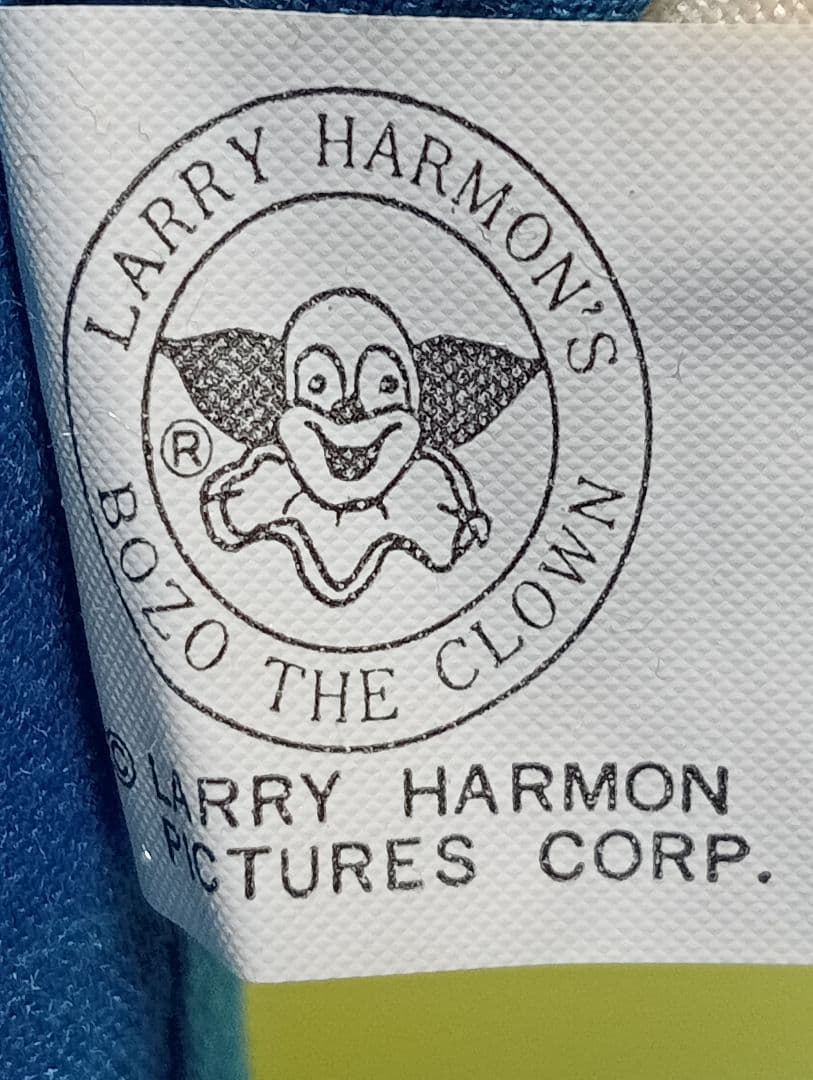 LARRY HARMON'S
®
BOZO THE CLOWN
© LARRY HARMON
PICTURES CORP.